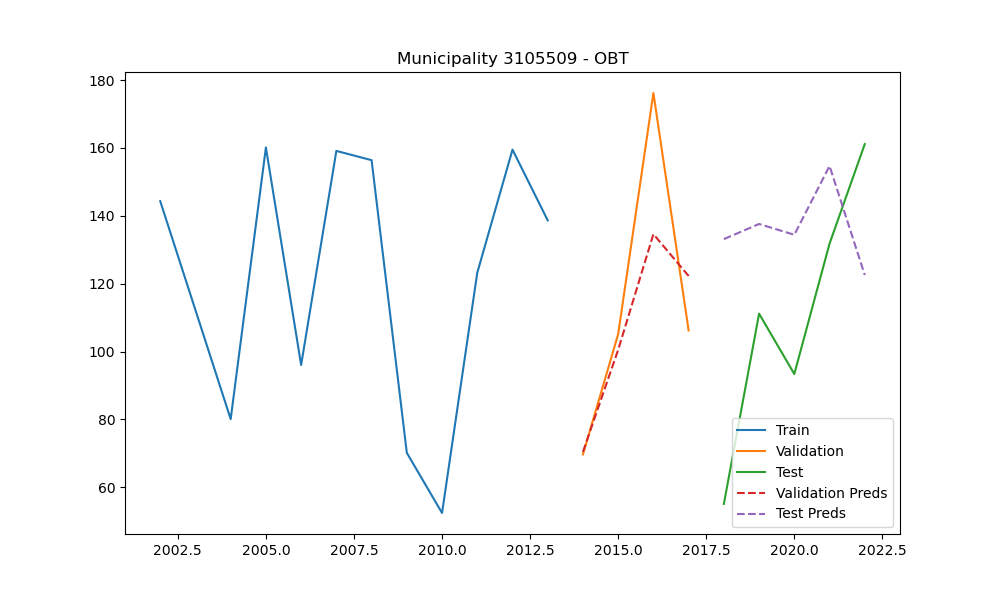 Municipality 3105509 - OBT
180
160
140
120
100
80
60
Train
Validation
Test
Validation Preds
Test Preds
2002.5 2005.0 2007.5 2010.0 2012.5 2015.0 2017.5 2020.0 2022.5